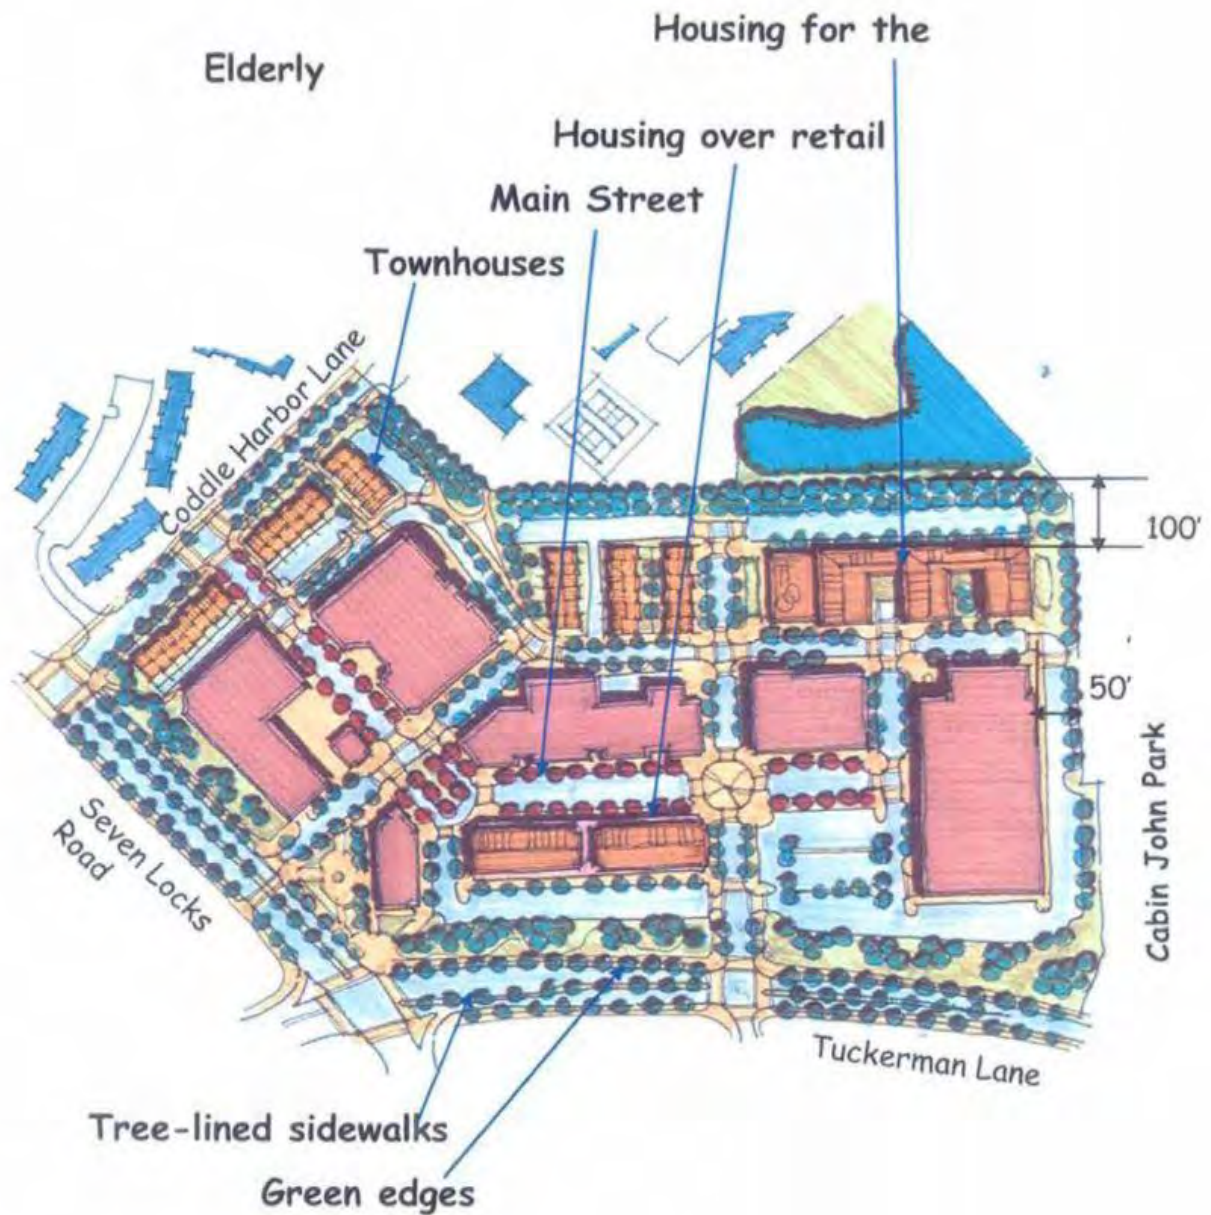 Housing for the
Elderly
Housing over retail
Main Street
Townhouses
Coddle Harbor Lane
100'
50'
Cabin John Park
Seven Locks
Road
Tuckerman Lane
Tree-lined sidewalks
Green edges